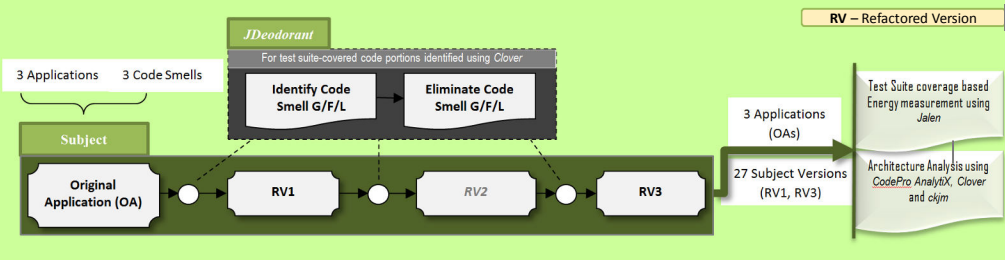 RV – Refactored Version
JDeodorant
For test suite-covered code portions identified using Clover
3 Applications 3 Code Smells
Identify Code
Smell G/F/L
Eliminate Code
Smell G/F/L
Subject
Original
Application (OA)
RV1
RV2
RV3
3 Applications
(OAs)
27 Subject Versions
(RV1, RV3)
Test Suite coverage based
Energy measurement using
Jalen
Architecture Analysis using
CodePro AnalytiX, Clover
and ckjm